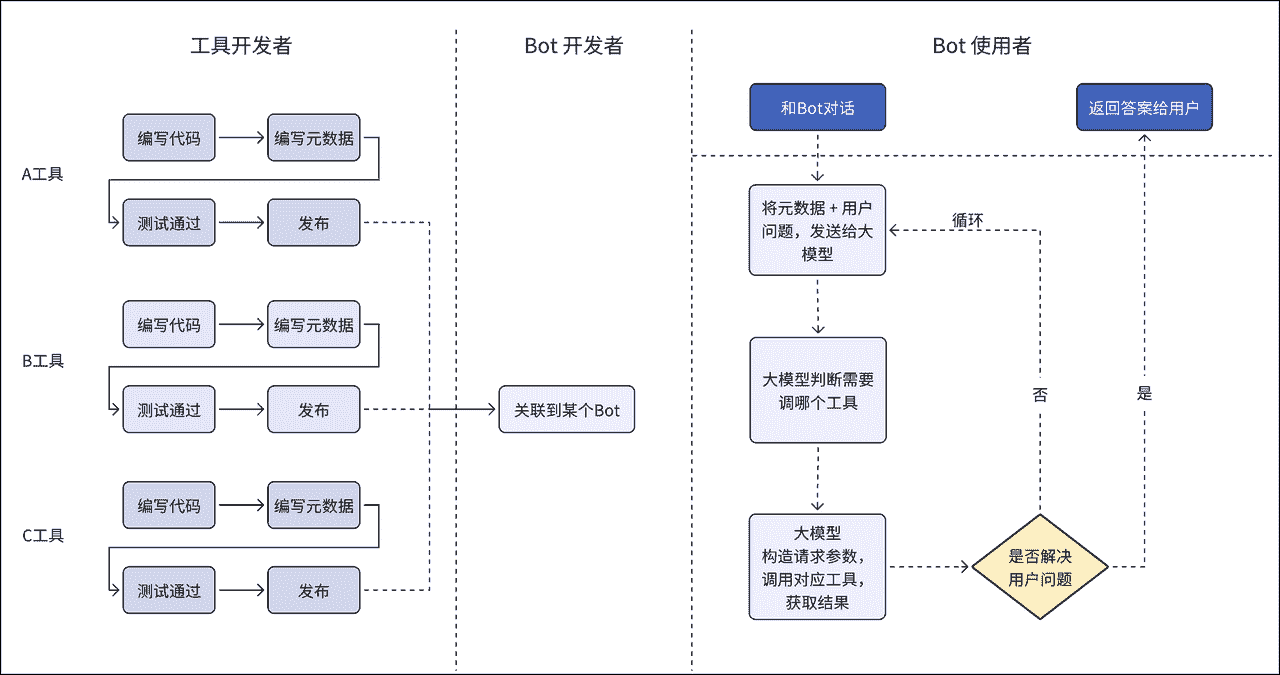 工具开发者
Bot 开发者
Bot 使用者
A工具
编写代码
编写元数据
测试通过
发布
B工具
编写代码
编写元数据
测试通过
发布
C工具
编写代码
编写元数据
测试通过
发布
关联到某个Bot
和Bot对话
返回答案给用户
将元数据 + 用户
问题，发送给大
模型
循环
大模型判断需要
调哪个工具
否
是
大模型
构造请求参数，
调用对应工具，
获取结果
是否解决
用户问题